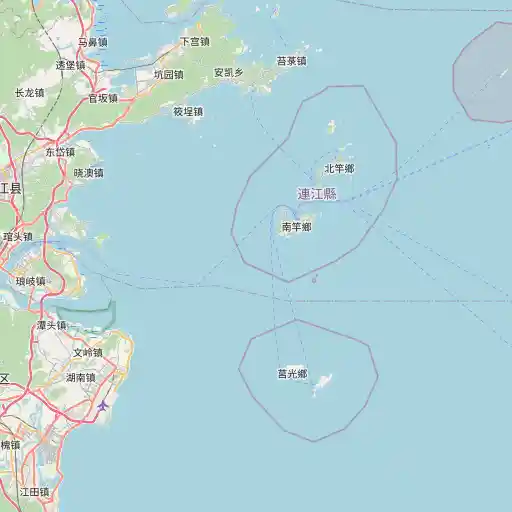 马鼻镇
下宫镇
透堡镇
苔菉镇
坑园镇
安凯乡
长龙镇
官坂镇
筱埕镇
东岱镇
北竿鄉
晓澳镇
江县
連江縣
南竿鄉
琯头镇
琅岐镇
潭头镇
文岭镇
湖南镇
莒光鄉
区
槐镇
江田镇